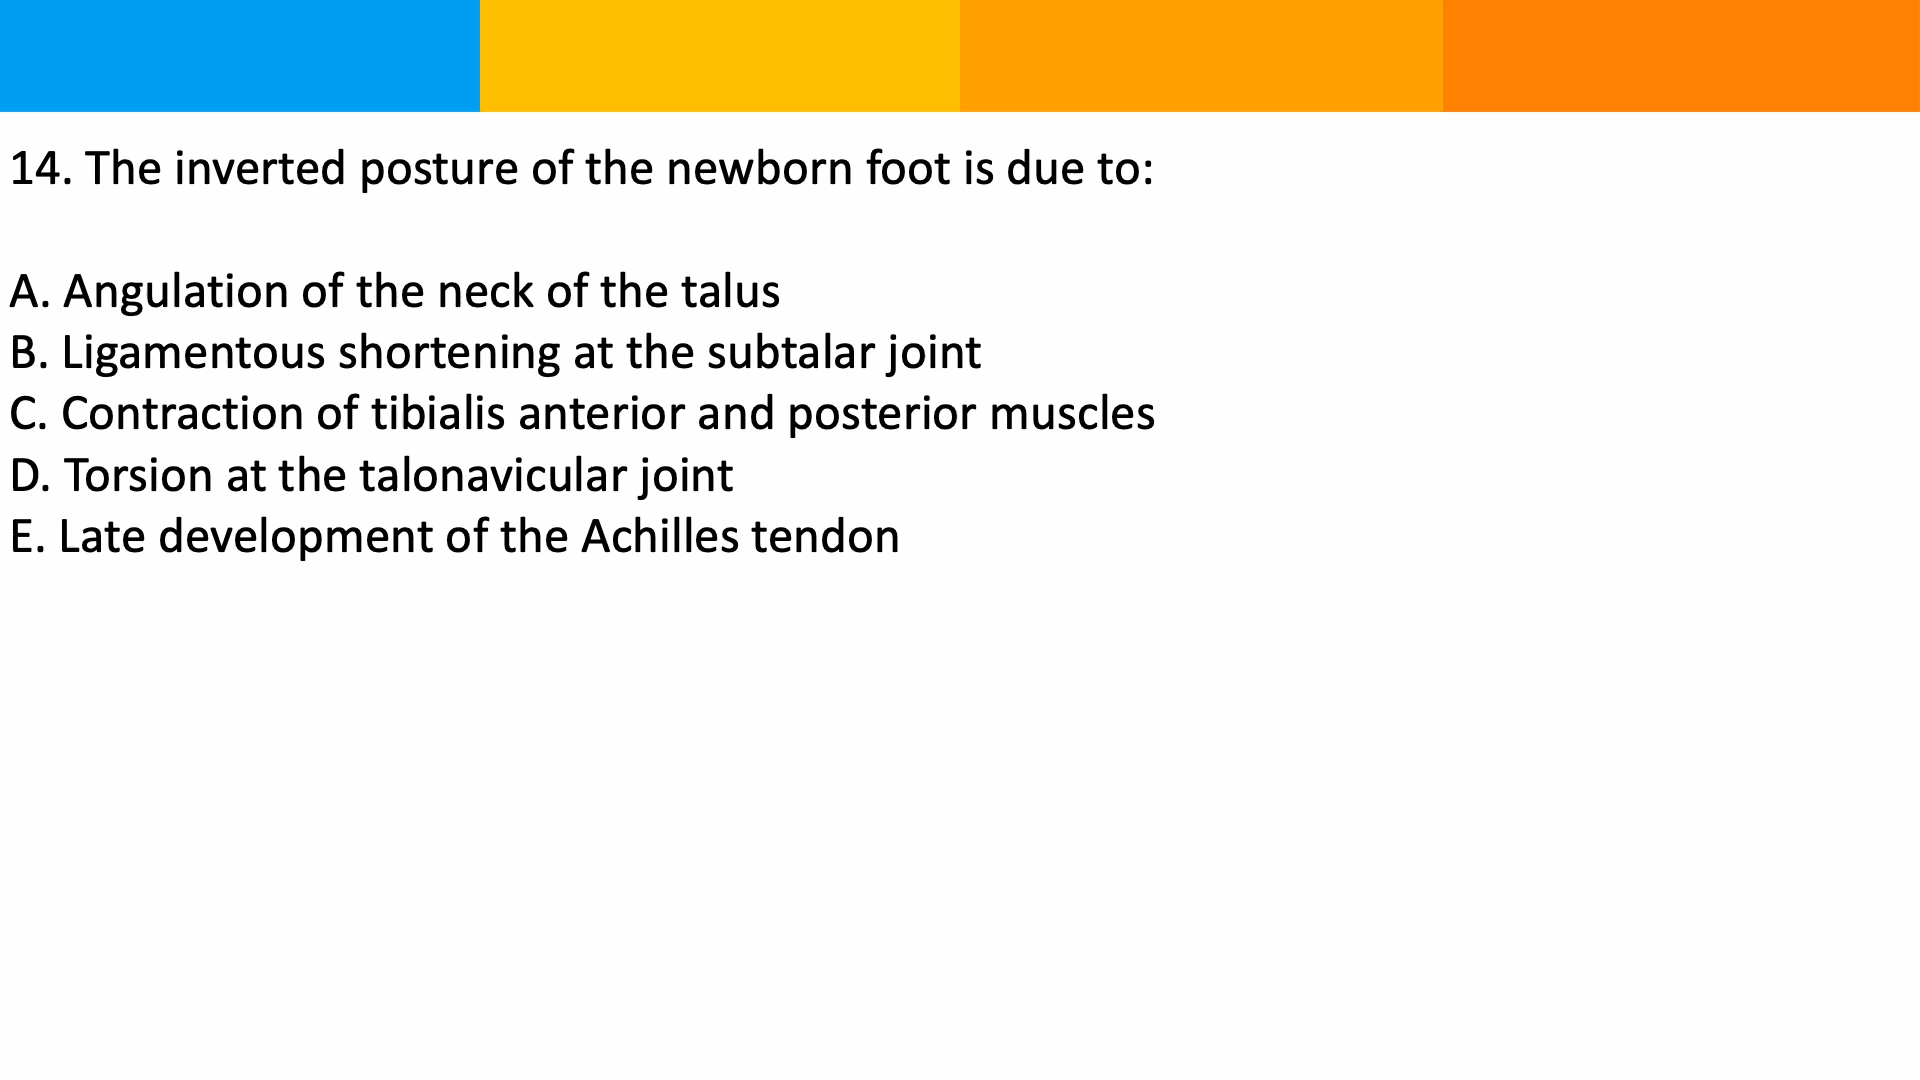 14. The inverted posture of the newborn foot is due to:
A. Angulation of the neck of the talus
B. Ligamentous shortening at the subtalar joint
C. Contraction of tibialis anterior and posterior muscles
D. Torsion at the talonavicular joint
E. Late development of the Achilles tendon